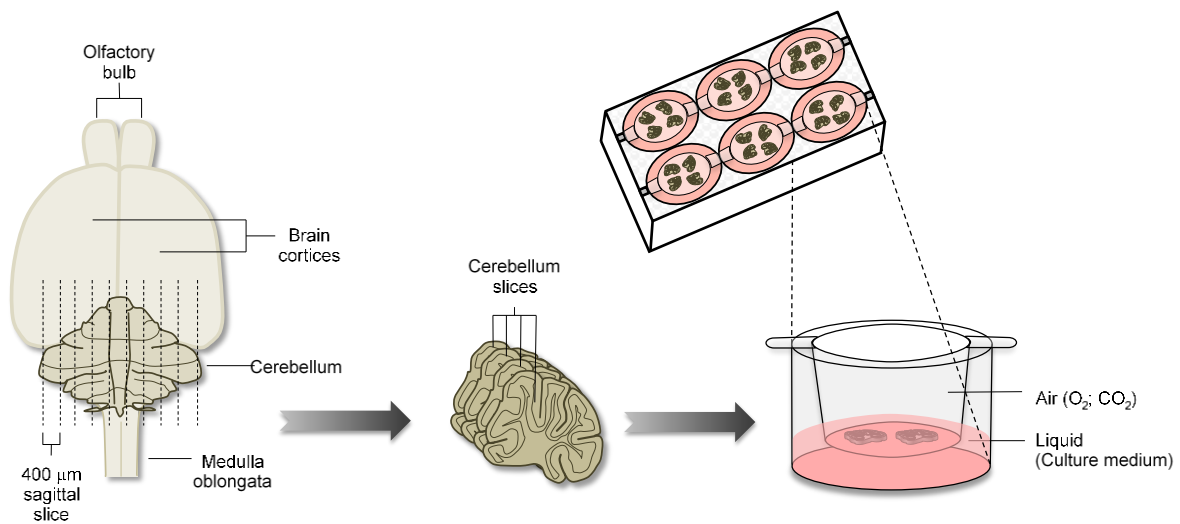 Olfactory
bulb
Brain
cortices
Cerebellum
400 µm
sagittal
slice
Medulla
oblongata
Cerebellum
slices
Air (O₂; CO₂)
Liquid
(Culture medium)